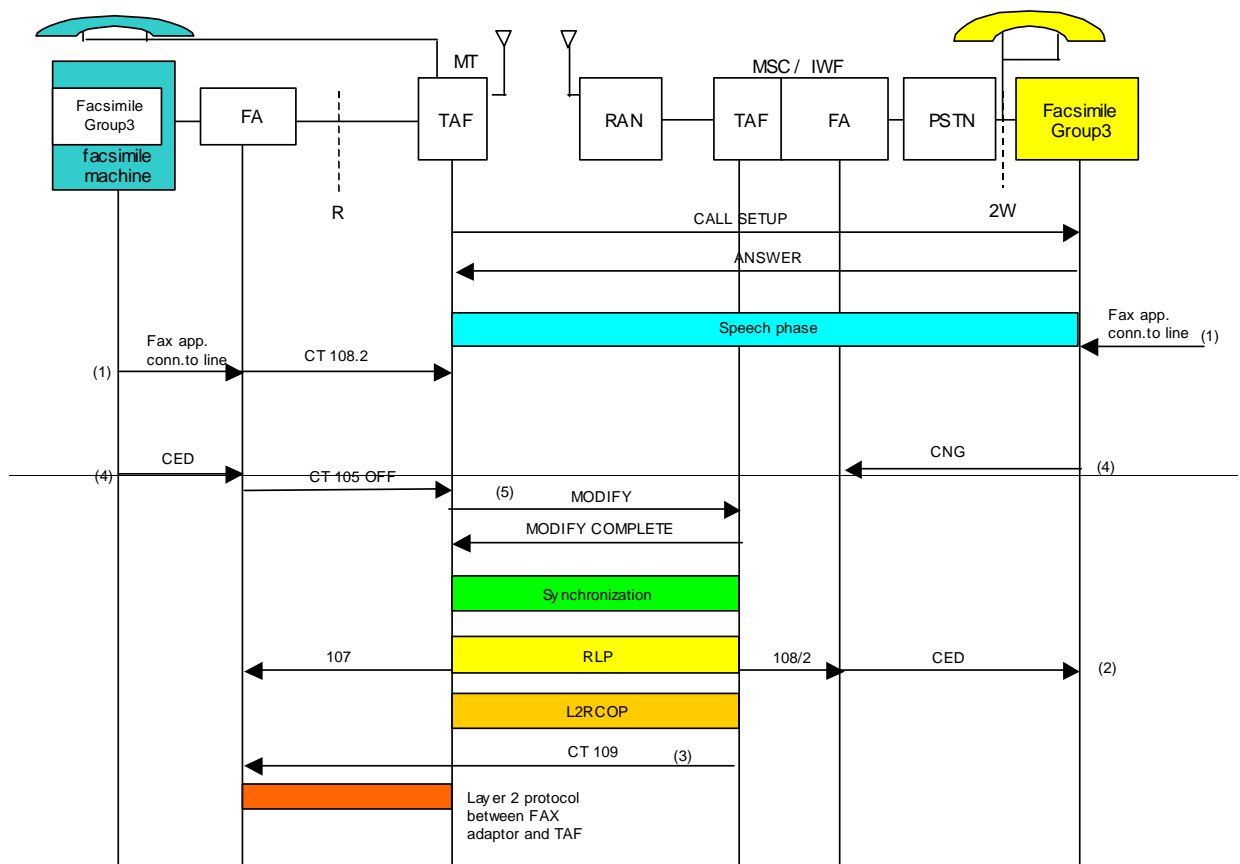 MT
MSC / IWF
Facsimile
Group3
facsimile
machine
FA
TAF
RAN
TAF
FA
PSTN
Facsimile
Group3
R
2W
CALL SETUP
ANSWER
Speech phase
Fax app.
conn.to line
(1)
Fax app.
conn.to line
(1)
CT 108.2
CED
(4)
CNG
(4)
CT 105 OFF
(5)
MODIFY
MODIFY COMPLETE
Synchronization
107
RLP
108/2
CED
(2)
L2RCOP
CT 109
(3)
Layer 2 protocol
between FAX
adaptor and TAF